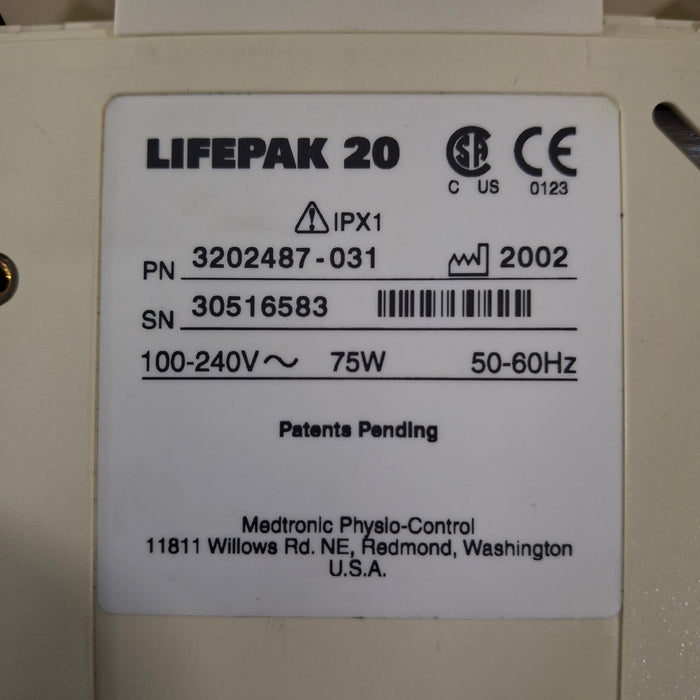 LIFEPAK 20
C US 0123
IPX1
PN 3202487-031 2002
SN 30516583
100-240V~ 75W 50-60Hz
Patents Pending
Medtronic Physio-Control
11811 Willows Rd. NE, Redmond, Washington
U.S.A.